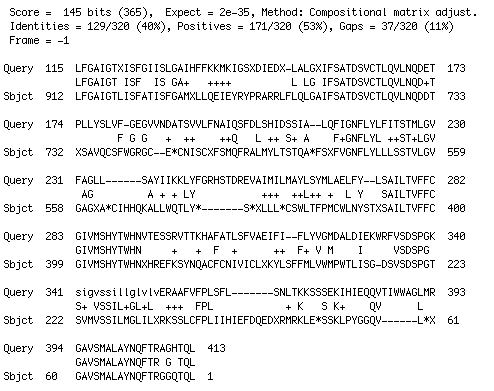 Score =  145 bits (365),  Expect = 2e-35, Method: Compositional matrix adjust.
Identities = 129/320 (40%), Positives = 171/320 (53%), Gaps = 37/320 (11%)
Frame = -1
Query  115  LFGAIGTXISFGIISLGAIHFFKKMKIGSXDIEDX-LALGXIFSATDSVCTLQVLNQDET  173
            LFGAIGT ISF  IS GA+    ++++           L LG IFSATDSVCTLQVLNQD+T
Sbjct  912  LFGAIGTLISFATISFGAMXLLQEIEYRYPRARRLFLQLGAIFSATDSVCTLQVLNQDDT  733
Query  174  PLLYSLVF-GEGVVNDATSVVLFNAIQSFDLSHIDSSIA--LQFIGNFLYLFITSTMLGV  230
            F G G    +  ++     ++Q   L ++ S+ A    F+GNFLYL ++ST+LGV
Sbjct  732  XSAVQCSFWGRGC--E*CNISCXFSMQFRALMYLTSTQA*FSXFVGNFLYLLLSSTVLGV  559
Query  231  FAGLL------SAYIIKKLYFGRHSTDREVAIMILMAYLSYMLAELFY--LSAILTVFFC  282
            AG        A + + LY         +++   ++L++++   L  Y   SAILTVFFC
Sbjct  558  GAGXA*CIHHQKALLWQTLY*-------S*XLLL*CSWLTFPMCWLNYSTXSAILTVFFC  400
Query  283  GIVMSHYTWHNVTESSRVTTKHAFATLSFVAEIFI--FLYVGMDALDIEKWRFVSDSPGK  340
            GIVMSHYTWHN       +    +  F     +   ++   F+ V M    I     VSDSPG
Sbjct  399  GIVMSHYTWHNXHREFKSYNQACFCNIVICLXKYLSFFMLVWMPWTLISG-DSVSDSPGT  223
Query  341  sigvssillglvlvERAAFVFPLSFL-------SNLTKKSSSEKIHIEQQVTIWWAGLMR  393
            S+ VSSIL+GL+L   +++    FPL              + K  S K+     QV      L
Sbjct  222  SVMVSSILMGLILXRKSSLCFPLIIHIEFDQEDXRMRKLE*SSKLPYGGQV------L*X  61
Query  394  GAVSMALAYNQFTRAGHTQL  413
            GAVSMALAYNQFTR G TQL
Sbjct  60   GAVSMALAYNQFTRGGQTQL  1